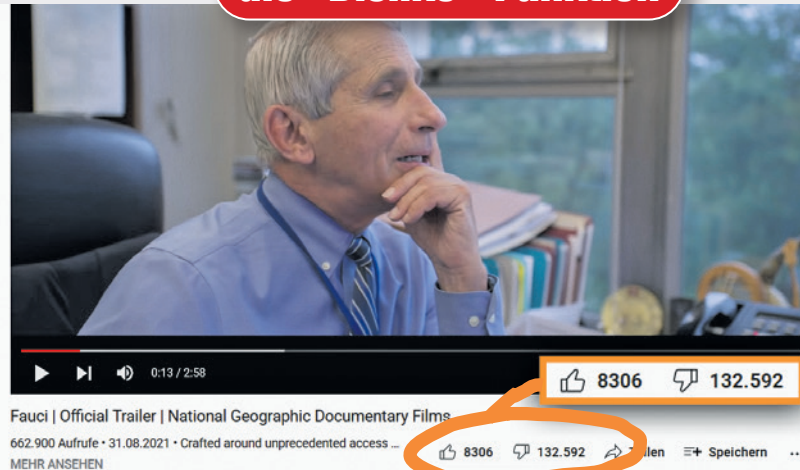 0:13 / 2:58
8306 132.592
Fauci | Official Trailer | National Geographic Documentary Films
662.900 Aufrufe • 31.08.2021 • Crafted around unprecedented access ...
8306 132.592 Teilen Speichern ...
MEHR ANSEHEN